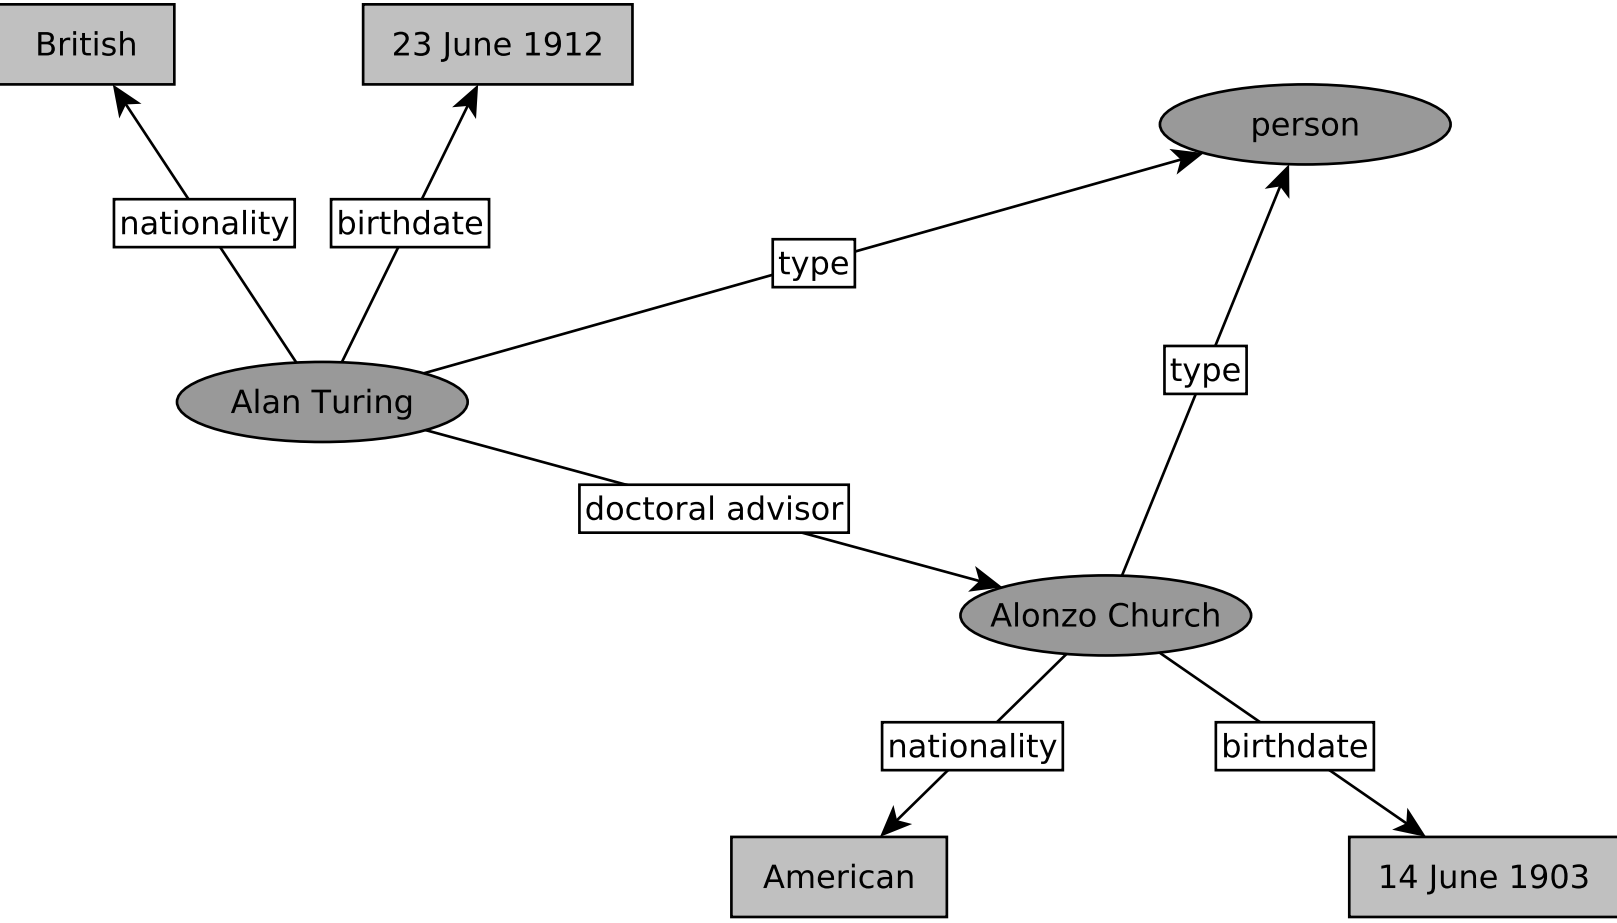 British
23 June 1912
person
nationality
birthdate
type
type
Alan Turing
doctoral advisor
Alonzo Church
nationality
birthdate
American
14 June 1903